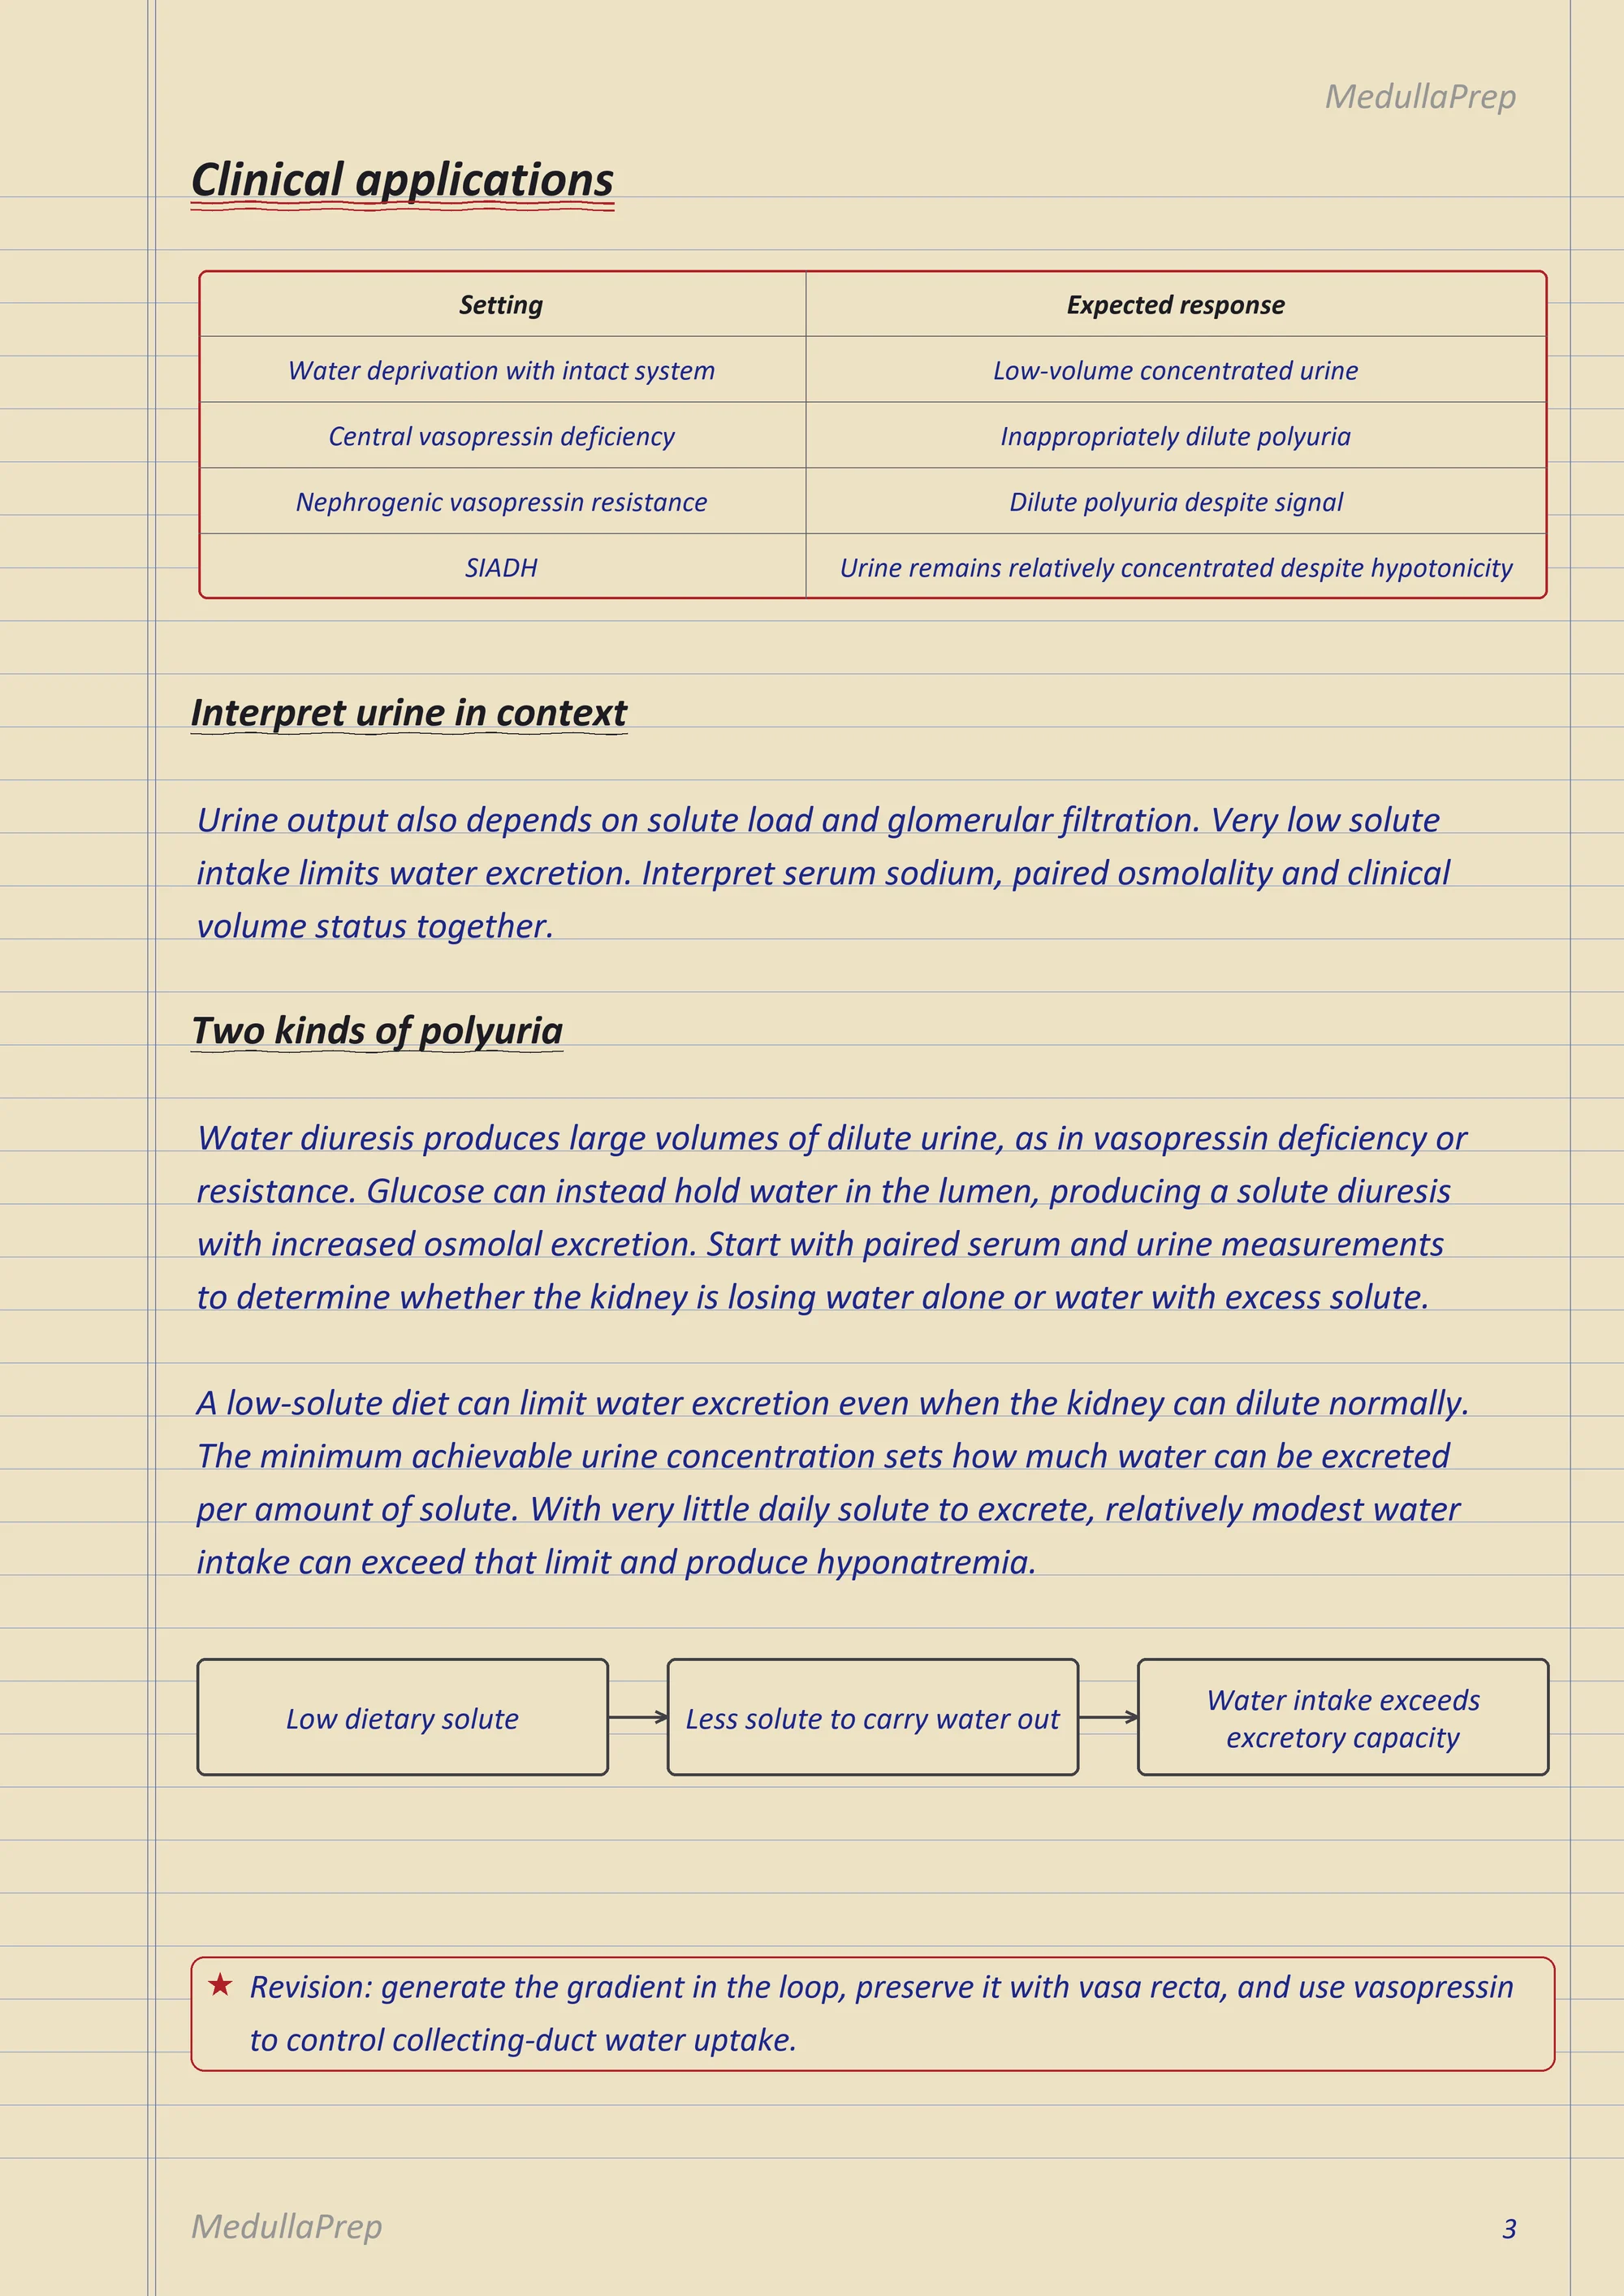 MedullaPrep
Clinical applications
Setting
Expected response
Water deprivation with intact system
Low-volume concentrated urine
Central vasopressin deficiency
Inappropriately dilute polyuria
Nephrogenic vasopressin resistance
Dilute polyuria despite signal
SIADH
Urine remains relatively concentrated despite hypotonicity
Interpret urine in context
Urine output also depends on solute load and glomerular filtration. Very low solute
intake limits water excretion. Interpret serum sodium, paired osmolality and clinical
volume status together.
Two kinds of polyuria
Water diuresis produces large volumes of dilute urine, as in vasopressin deficiency or
resistance. Glucose can instead hold water in the lumen, producing a solute diuresis
with increased osmolal excretion. Start with paired serum and urine measurements
to determine whether the kidney is losing water alone or water with excess solute.
A low-solute diet can limit water excretion even when the kidney can dilute normally.
The minimum achievable urine concentration sets how much water can be excreted
per amount of solute. With very little daily solute to excrete, relatively modest water
intake can exceed that limit and produce hyponatremia.
Low dietary solute
Less solute to carry water out
Water intake exceeds
excretory capacity
★ Revision: generate the gradient in the loop, preserve it with vasa recta, and use vasopressin
to control collecting-duct water uptake.
MedullaPrep
3